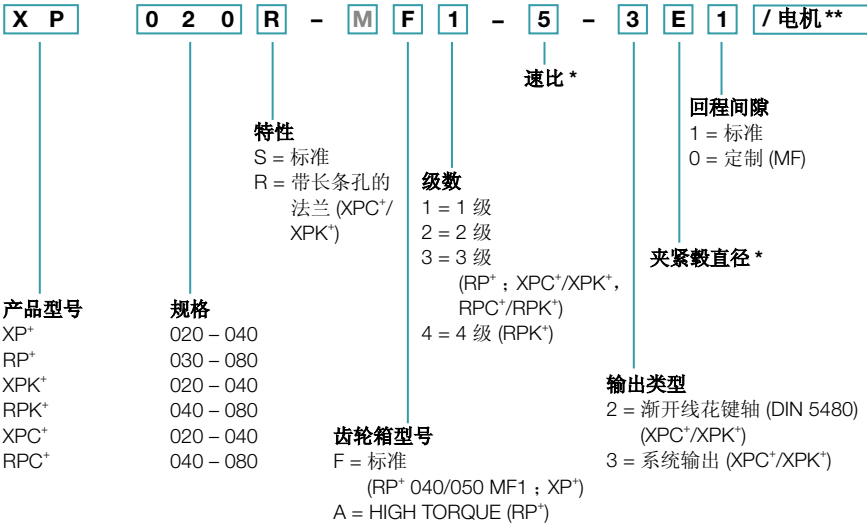 XP 020R – MF1 – 5 – 3E1 / 电机**
速比 *
回程间隙
1 = 标准
0 = 定制 (MF)
特性
S = 标准
R = 带长条孔的
法兰 (XPC⁺/
XPK⁺)
级数
1 = 1 级
2 = 2 级
3 = 3 级
(RP⁺ ; XPC⁺/XPK⁺,
RPC⁺/RPK⁺)
4 = 4 级 (RPK⁺)
夹紧毂直径 *
产品型号
XP⁺
RP⁺
XPK⁺
RPK⁺
XPC⁺
RPC⁺
规格
020 – 040
030 – 080
020 – 040
040 – 080
020 – 040
040 – 080
齿轮箱型号
F = 标准
(RP⁺ 040/050 MF1 ; XP⁺)
A = HIGH TORQUE (RP⁺)
输出类型
2 = 渐开线花键轴 (DIN 5480)
(XPC⁺/XPK⁺)
3 = 系统输出 (XPC⁺/XPK⁺)